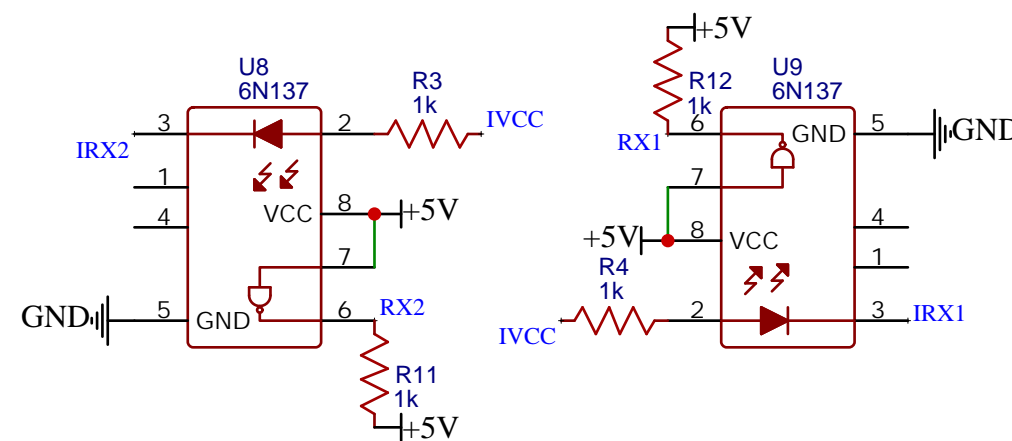 U8
6N137
R3
1k
IVCC
3
2
IRX2
1
4
VCC
8
+5V
7
GND
5
GND
6
RX2
R11
1k
+5V
+5V
R12
1k
U9
6N137
RX1
6
GND
5
GND
7
4
+5V
8
VCC
1
R4
1k
IVCC
2
3
IRX1